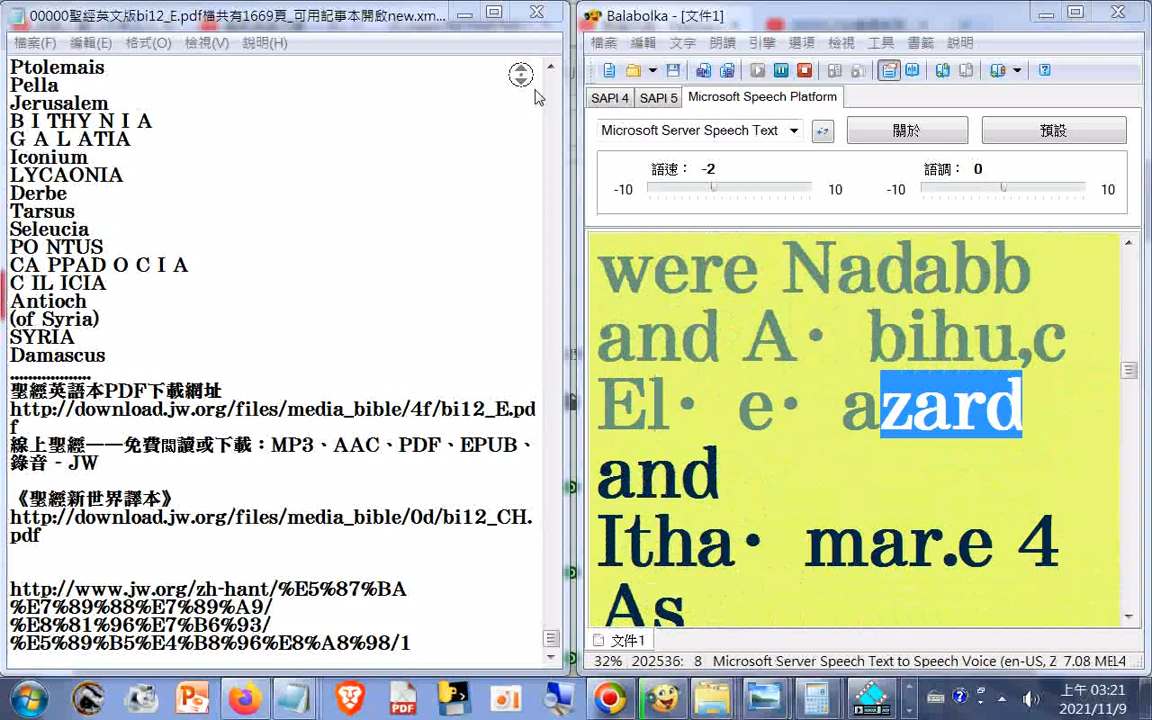 00000聖經英文版bi12_E.pdf檔共有1669頁_可用記事本開啟new.xm...
檔案(F) 編輯(E) 格式(O) 檢視(V) 說明(H)
Ptolemais
Pella
Jerusalem
B I THY N I A
G A L ATIA
Iconium
LYCAONIA
Derbe
Tarsus
Seleucia
PO NTUS
CA PPAD O C I A
C IL ICIA
Antioch
(of Syria)
SYRIA
Damascus
..................
聖經英語本PDF下載網址
http://download.jw.org/files/media_bible/4f/bi12_E.pd
f
線上聖經——免費閱讀或下載：MP3、AAC、PDF、EPUB、
錄音 - JW
《聖經新世界譯本》
http://download.jw.org/files/media_bible/0d/bi12_CH.
pdf
http://www.jw.org/zh-hant/%E5%87%BA
%E7%89%88%E7%89%A9/
%E8%81%96%E7%B6%93/
%E5%89%B5%E4%B8%96%E8%A8%98/1
Balabolka - [文件1]
檔案 編輯 文字 朗讀 引擎 選項 檢視 工具 書籤 說明
SAPI 4 SAPI 5 Microsoft Speech Platform
Microsoft Server Speech Text 關於 預設
語速： -2 語調： 0
-10 10 -10 10
were Nadabb
and A· bihu,c
El· e· azard
and
Itha· mar.e 4
As
文件1
32% 202536: 8 Microsoft Server Speech Text to Speech Voice (en-US, Z 7.08 ME14
PDF
上午 03:21
2021/11/9